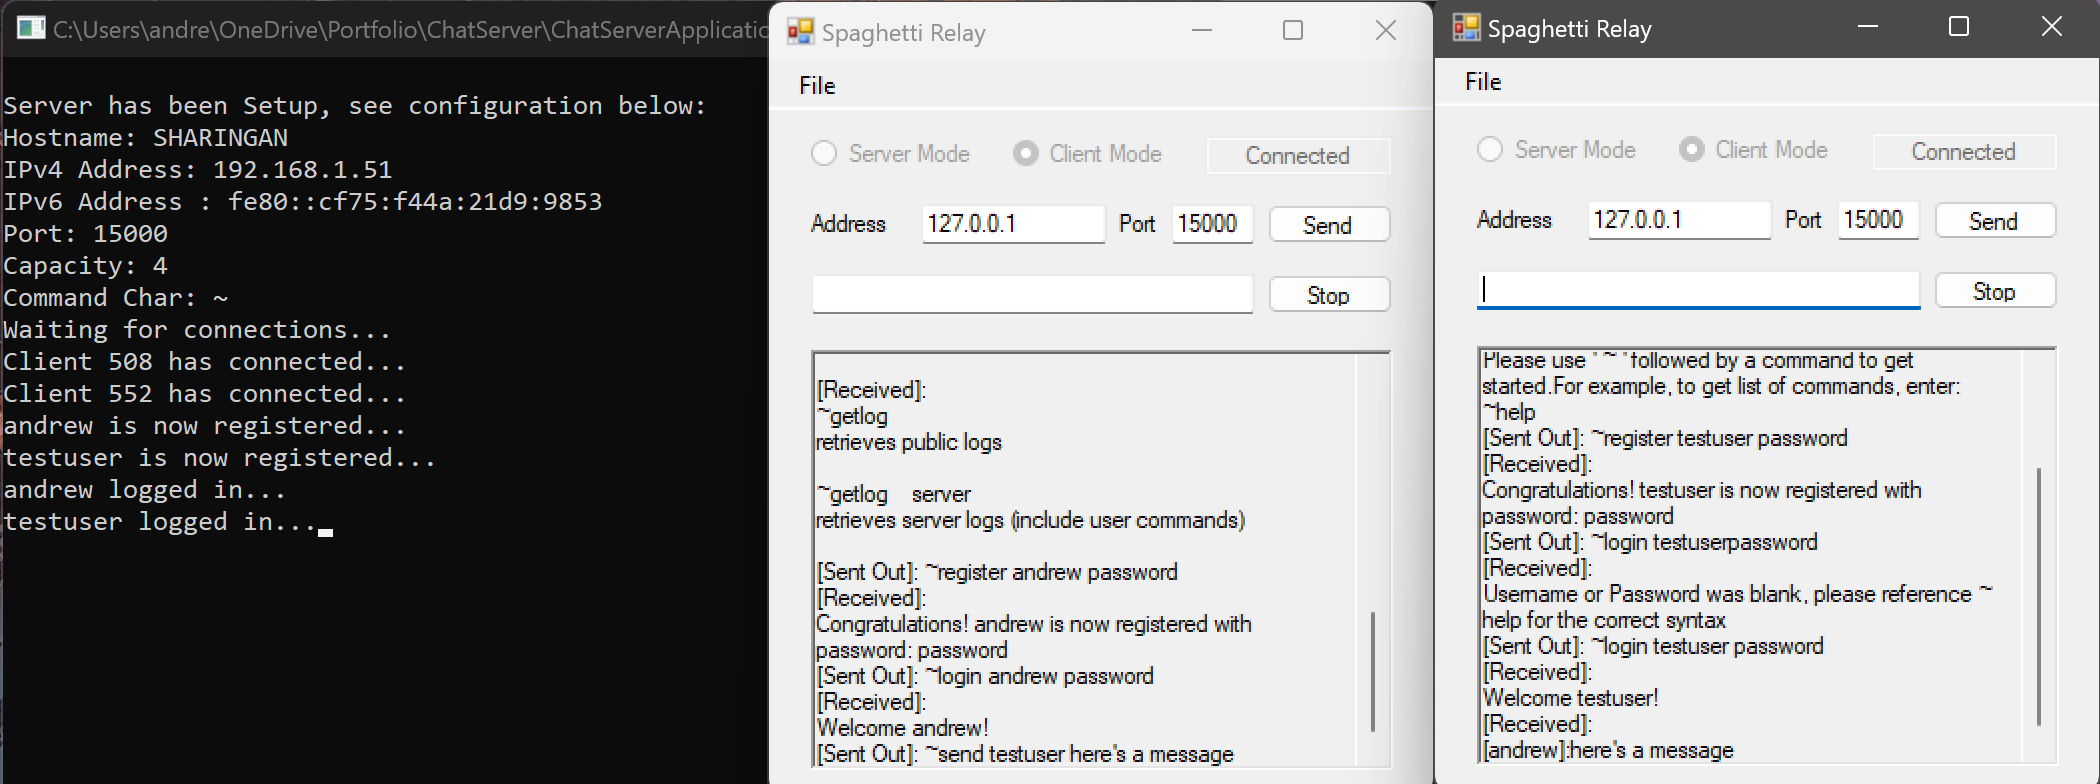 C:\Users\andre\OneDrive\Portfolio\ChatServer\ChatServerApplicatio
Server has been Setup, see configuration below:
Hostname: SHARINGAN
IPv4 Address: 192.168.1.51
IPv6 Address : fe80::cf75:f44a:21d9:9853
Port: 15000
Capacity: 4
Command Char: ~
Waiting for connections...
Client 508 has connected...
Client 552 has connected...
andrew is now registered...
testuser is now registered...
andrew logged in...
testuser logged in...
Spaghetti Relay
File
Server Mode Client Mode Connected
Address 127.0.0.1 Port 15000 Send
Stop
[Received]:
~getlog
retrieves public logs
~getlog server
retrieves server logs (include user commands)
[Sent Out]: ~register andrew password
[Received]:
Congratulations! andrew is now registered with
password: password
[Sent Out]: ~login andrew password
[Received]:
Welcome andrew!
[Sent Out]: ~send testuser here's a message
Spaghetti Relay
File
Server Mode Client Mode Connected
Address 127.0.0.1 Port 15000 Send
Stop
Please use ' ~ ' followed by a command to get
started.For example, to get list of commands, enter:
~help
[Sent Out]: ~register testuser password
[Received]:
Congratulations! testuser is now registered with
password: password
[Sent Out]: ~login testuserpassword
[Received]:
Username or Password was blank, please reference ~
help for the correct syntax
[Sent Out]: ~login testuser password
[Received]:
Welcome testuser!
[Received]:
[andrew]:here's a message